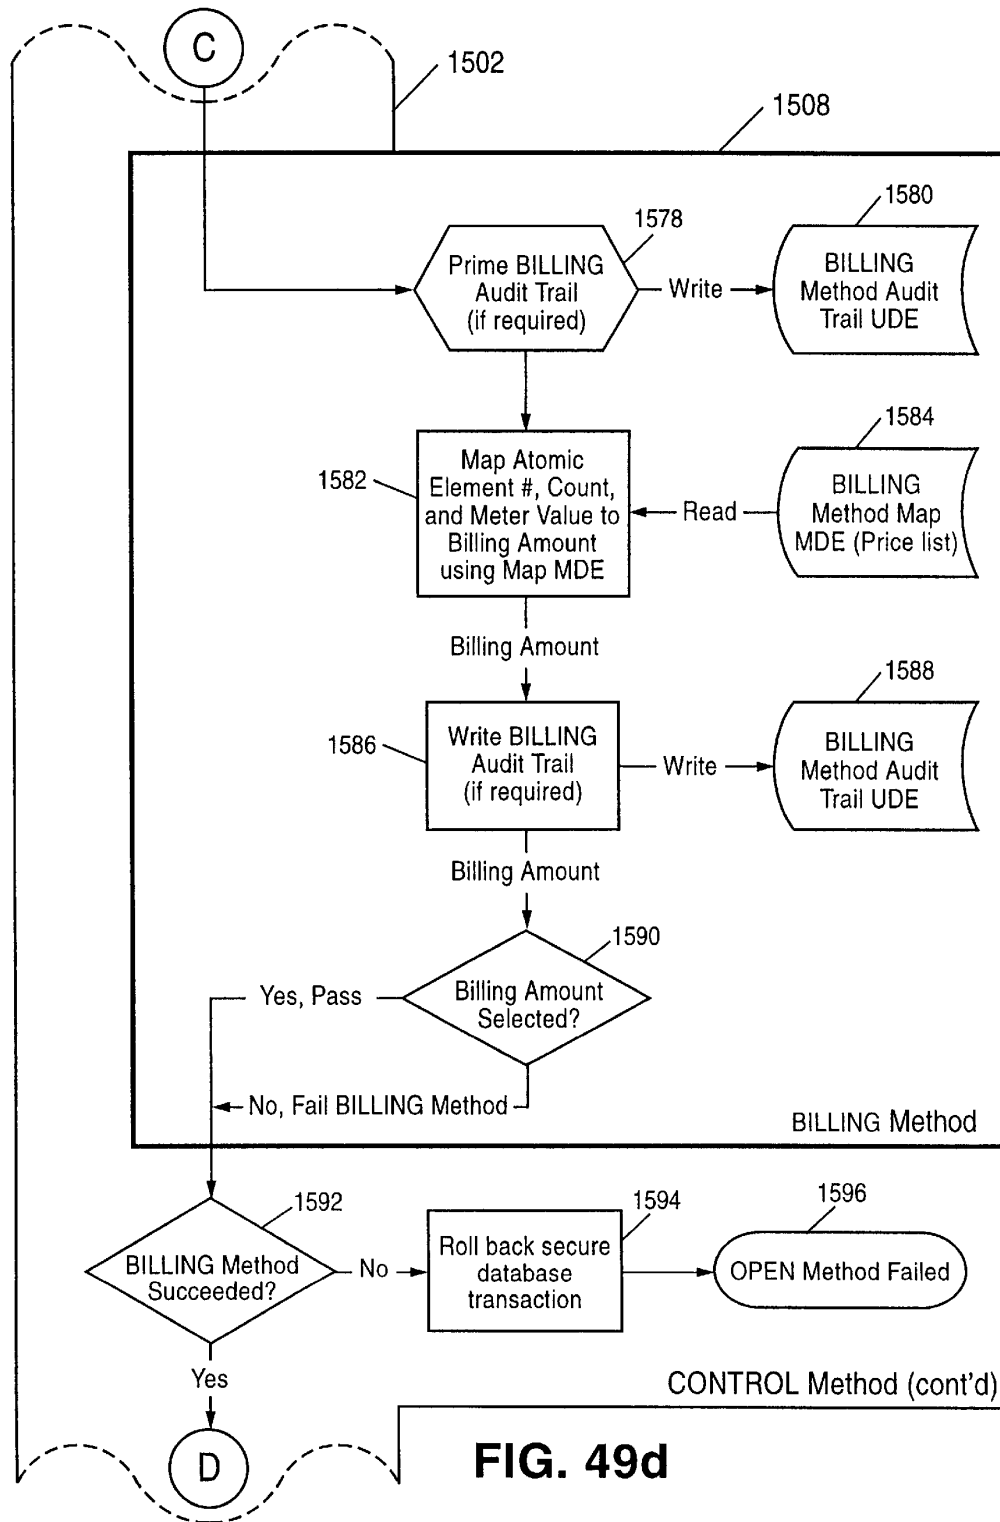 C
1502
1508
1578
Prime BILLING
Audit Trail
(if required)
Write
1580
BILLING
Method Audit
Trail UDE
1582
Map Atomic
Element #, Count,
and Meter Value to
Billing Amount
using Map MDE
Read
1584
BILLING
Method Map
MDE (Price list)
Billing Amount
1586
Write BILLING
Audit Trail
(if required)
Write
1588
BILLING
Method Audit
Trail UDE
Billing Amount
1590
Billing Amount
Selected?
Yes, Pass
No, Fail BILLING Method
BILLING Method
1592
BILLING Method
Succeeded?
No
1594
Roll back secure
database
transaction
1596
OPEN Method Failed
Yes
CONTROL Method (cont'd)
D
FIG. 49d